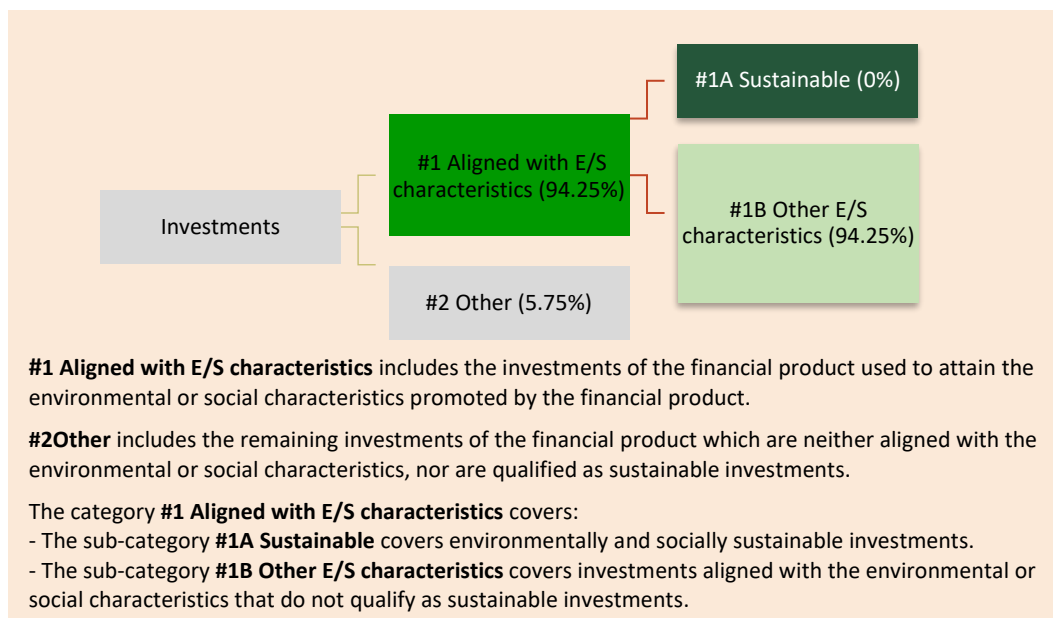 #1A Sustainable (0%)
#1 Aligned with E/S
characteristics (94.25%)
Investments
#1B Other E/S
characteristics (94.25%)
#2 Other (5.75%)
#1 Aligned with E/S characteristics includes the investments of the financial product used to attain the
environmental or social characteristics promoted by the financial product.
#2Other includes the remaining investments of the financial product which are neither aligned with the
environmental or social characteristics, nor are qualified as sustainable investments.
The category #1 Aligned with E/S characteristics covers:
- The sub-category #1A Sustainable covers environmentally and socially sustainable investments.
- The sub-category #1B Other E/S characteristics covers investments aligned with the environmental or
social characteristics that do not qualify as sustainable investments.